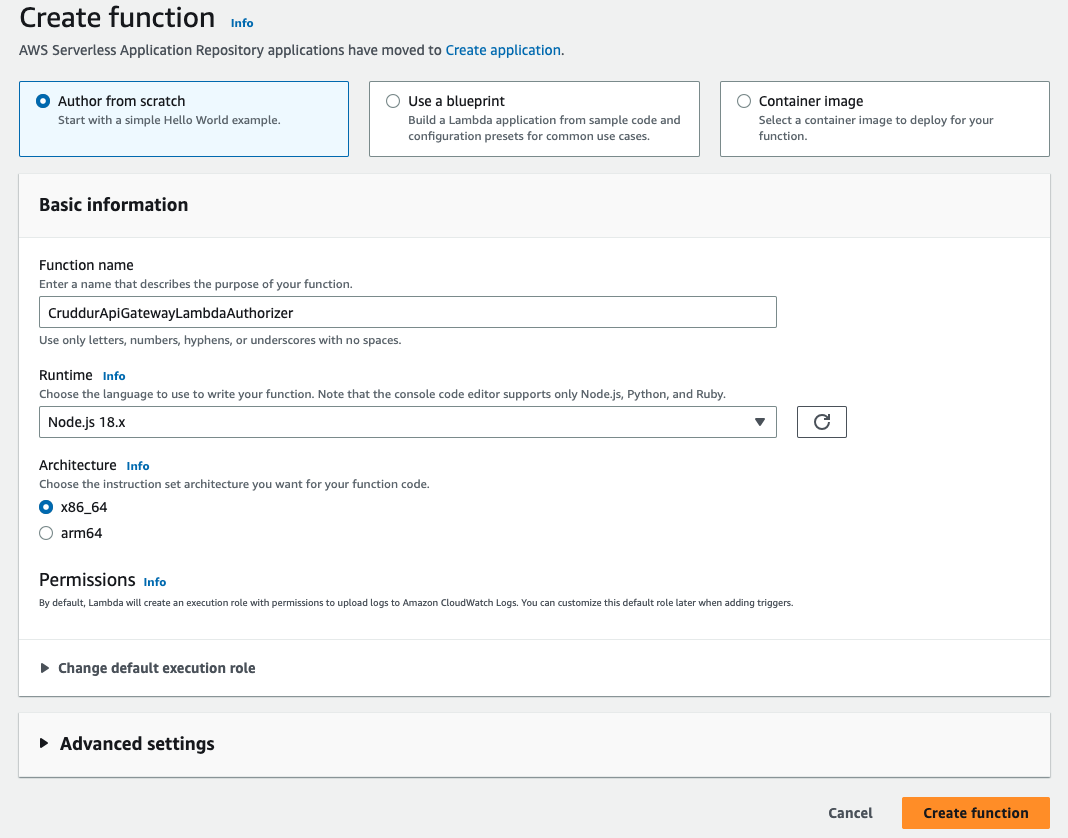 Create function Info
AWS Serverless Application Repository applications have moved to Create application.
Author from scratch
Start with a simple Hello World example.
Use a blueprint
Build a Lambda application from sample code and
configuration presets for common use cases.
Container image
Select a container image to deploy for your
function.
Basic information
Function name
Enter a name that describes the purpose of your function.
CruddurApiGatewayLambdaAuthorizer
Use only letters, numbers, hyphens, or underscores with no spaces.
Runtime Info
Choose the language to use to write your function. Note that the console code editor supports only Node.js, Python, and Ruby.
Node.js 18.x
Architecture Info
Choose the instruction set architecture you want for your function code.
x86_64
arm64
Permissions Info
By default, Lambda will create an execution role with permissions to upload logs to Amazon CloudWatch Logs. You can customize this default role later when adding triggers.
Change default execution role
Advanced settings
Cancel Create function